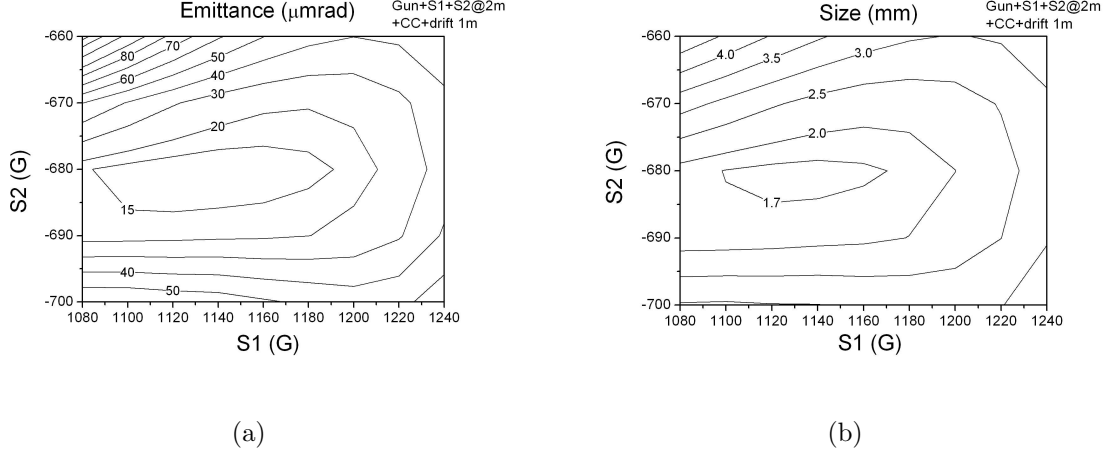 Emittance (μmrad)
Gun+S1+S2@2m
+CC+drift 1m
-660
-670
-680
-690
-700
S2 (G)
80
70
60
50
40
30
20
15
40
50
1080 1100 1120 1140 1160 1180 1200 1220 1240
S1 (G)
(a)
Size (mm)
Gun+S1+S2@2m
+CC+drift 1m
-660
-670
-680
-690
-700
S2 (G)
4.0
3.5
3.0
2.5
2.0
1.7
1080 1100 1120 1140 1160 1180 1200 1220 1240
S1 (G)
(b)